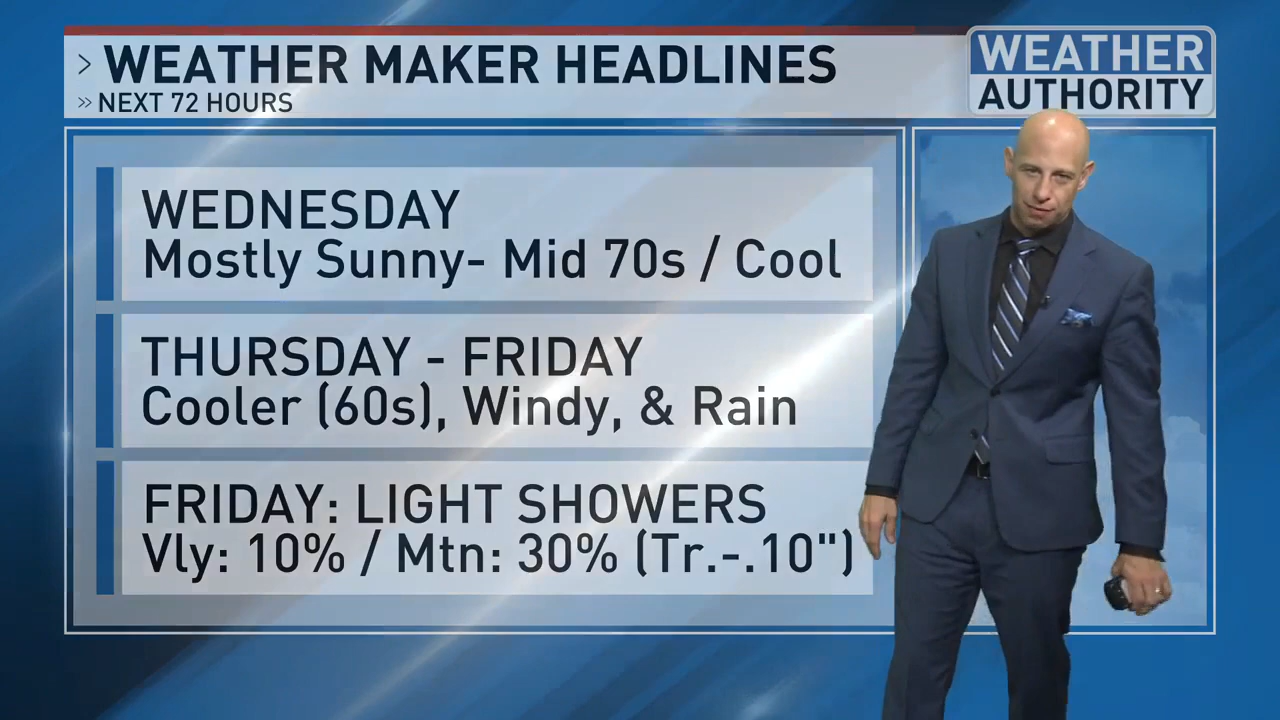 > WEATHER MAKER HEADLINES
» NEXT 72 HOURS
WEATHER
AUTHORITY
WEDNESDAY
Mostly Sunny- Mid 70s / Cool
THURSDAY - FRIDAY
Cooler (60s), Windy, & Rain
FRIDAY: LIGHT SHOWERS
Vly: 10% / Mtn: 30% (Tr.-.10")